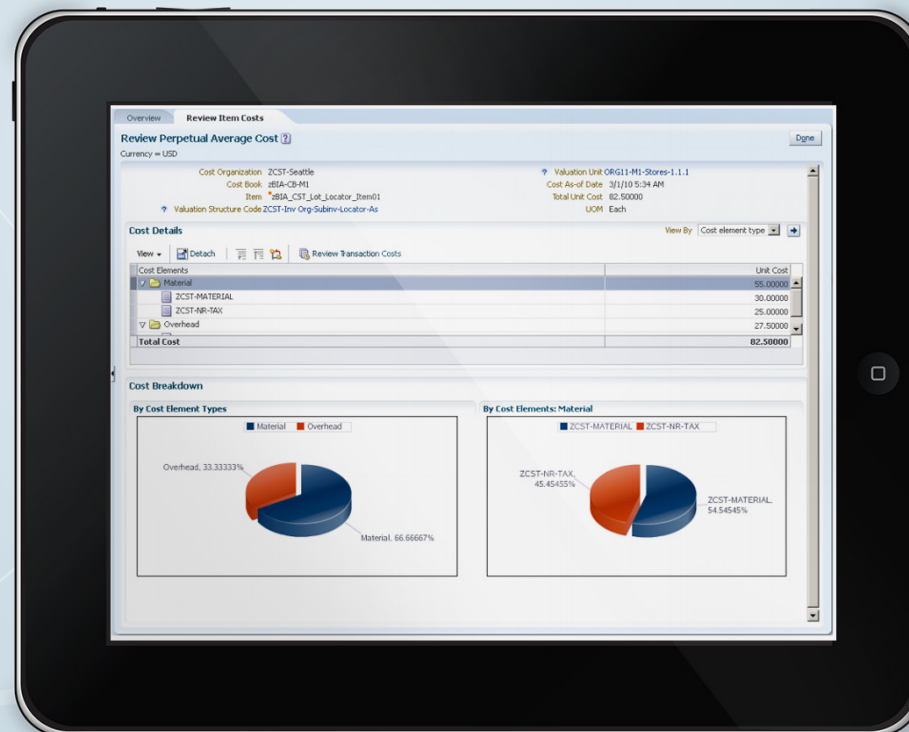 Overview Review Item Costs
Review Perpetual Average Cost ? Done
Currency = USD
Cost Organization ZCST-Seattle ? Valuation Unit ORG11-M1-Stores-1.1.1
Cost Book zBIA-CB-M1 Cost As-of Date 3/1/10 5:34 AM
Item *zBIA_CST_Lot_Locator_Item01 Total Unit Cost 82.50000
? Valuation Structure Code ZCST-Inv Org-Subinv-Locator-As UOM Each
Cost Details View By Cost element type
View Detach Review Transaction Costs
Cost Elements Unit Cost
Material 55.00000
ZCST-MATERIAL 30.00000
ZCST-NR-TAX 25.00000
Overhead 27.50000
Total Cost 82.50000
Cost Breakdown
By Cost Element Types By Cost Elements: Material
Material Overhead ZCST-MATERIAL ZCST-NR-TAX
Overhead, 33.33333%
Material, 66.66667%
ZCST-NR-TAX,
45.45455%
ZCST-MATERIAL,
54.54545%